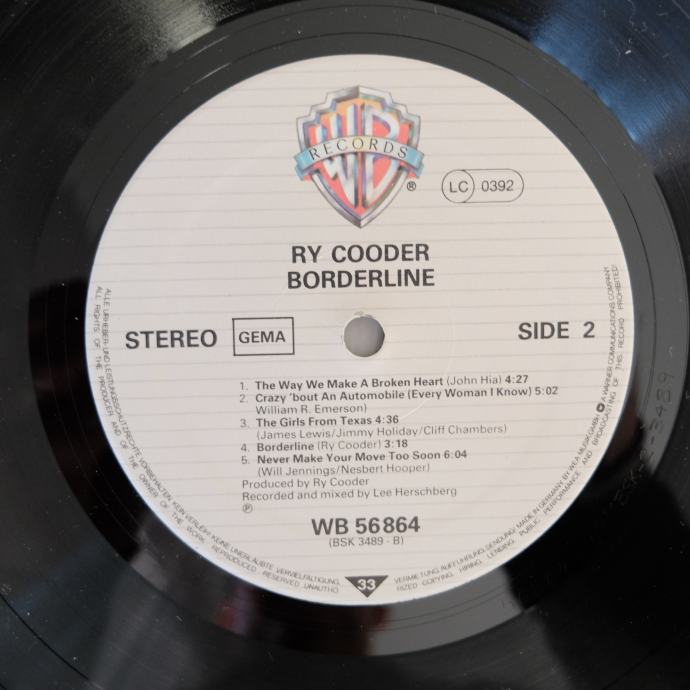 WB
RECORDS
®
LC 0392
RY COODER
BORDERLINE
STEREO GEMA
SIDE 2
1. The Way We Make A Broken Heart (John Hia) 4:27
2. Crazy 'bout An Automobile (Every Woman I Know) 5:02
William R. Emerson)
3. The Girls From Texas 4:36
(James Lewis/Jimmy Holiday/Cliff Chambers)
4. Borderline (Ry Cooder) 3:18
5. Never Make Your Move Too Soon 6:04
(Will Jennings/Nesbert Hooper)
Produced by Ry Cooder
Recorded and mixed by Lee Herschberg
℗
WB 56 864
(BSK 3489 - B)
33
ALLE URHEBER- UND LEISTUNGSSCHUTZRECHTE VORBEHALTEN. KEIN VERLEIH! KEINE UNERLAUBTE VERVIELFÄLTIGUNG,
VERMIETUNG, AUFFÜHRUNG, SENDUNG! MADE IN GERMANY BY WEA MUSIK GMBH A WARNER COMMUNICATIONS COMPANY
ALL RIGHTS OF THE PRODUCER AND OF THE OWNER OF THE WORK REPRODUCED RESERVED. UNAUTHO
RIZED COPYING, HIRING, LENDING, PUBLIC PERFORMANCE AND BROADCASTING OF THIS RECORD PROHIBITED!
BSK-2-3489